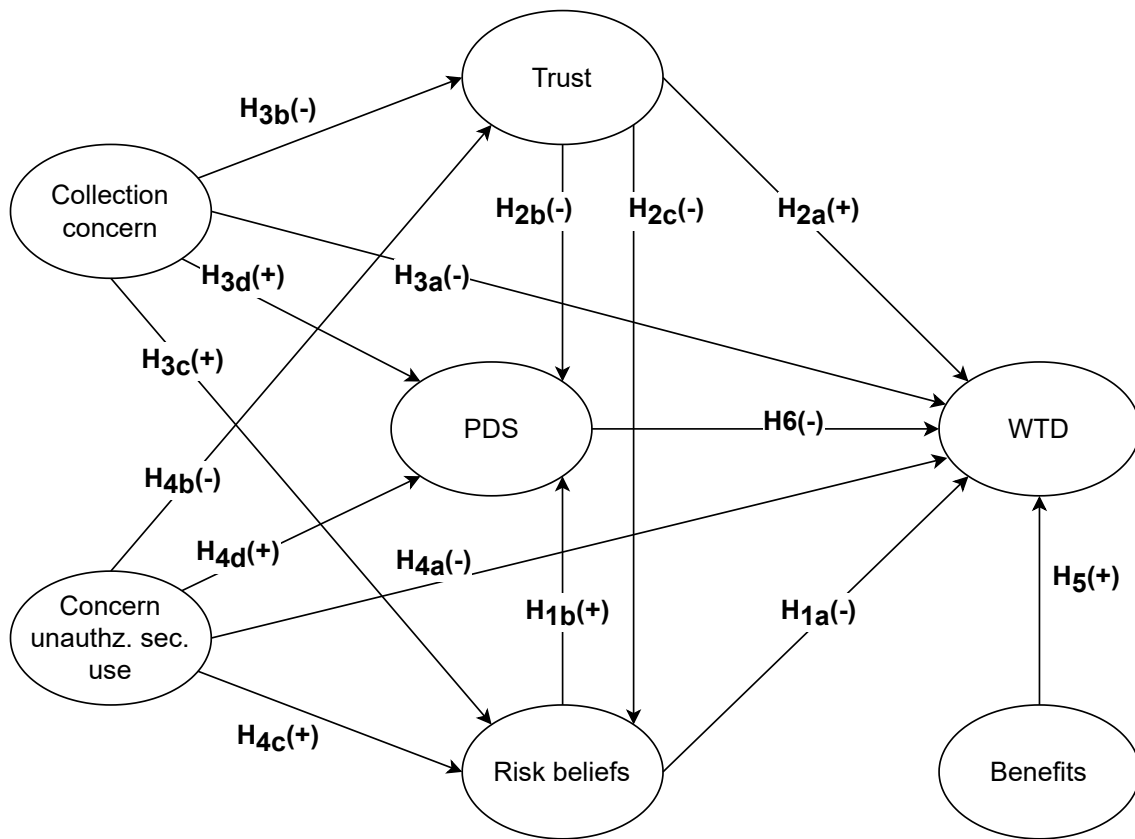 Trust
H3b(-)
Collection
concern
H2b(-)
H2c(-)
H2a(+)
H3d(+)
H3a(-)
H3c(+)
PDS
H6(-)
WTD
H4b(-)
H4d(+)
H4a(-)
H5(+)
H1b(+)
H1a(-)
Concern
unauthz. sec.
use
H4c(+)
Risk beliefs
Benefits